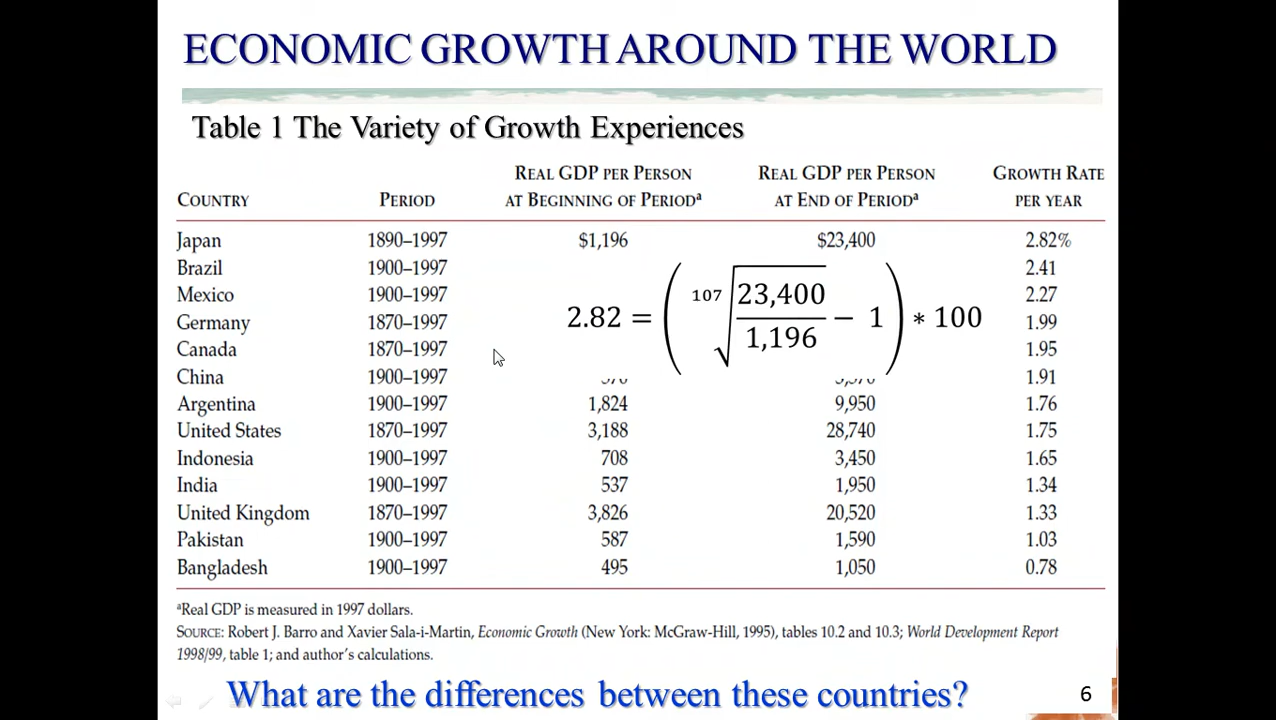 ECONOMIC GROWTH AROUND THE WORLD
Table 1 The Variety of Growth Experiences
REAL GDP PER PERSON REAL GDP PER PERSON GROWTH RATE
COUNTRY PERIOD AT BEGINNING OF PERIODᵃ AT END OF PERIODᵃ PER YEAR
Japan 1890–1997 $1,196 $23,400 2.82%
Brazil 1900–1997 2.41
Mexico 1900–1997 2.27
Germany 1870–1997 1.99
Canada 1870–1997 1.95
China 1900–1997 1.91
2.82 = (¹⁰⁷√(23,400/1,196) − 1) * 100
Argentina 1900–1997 1,824 9,950 1.76
United States 1870–1997 3,188 28,740 1.75
Indonesia 1900–1997 708 3,450 1.65
India 1900–1997 537 1,950 1.34
United Kingdom 1870–1997 3,826 20,520 1.33
Pakistan 1900–1997 587 1,590 1.03
Bangladesh 1900–1997 495 1,050 0.78
ᵃReal GDP is measured in 1997 dollars.
SOURCE: Robert J. Barro and Xavier Sala-i-Martin, Economic Growth (New York: McGraw-Hill, 1995), tables 10.2 and 10.3; World Development Report
1998/99, table 1; and author's calculations.
What are the differences between these countries?
6